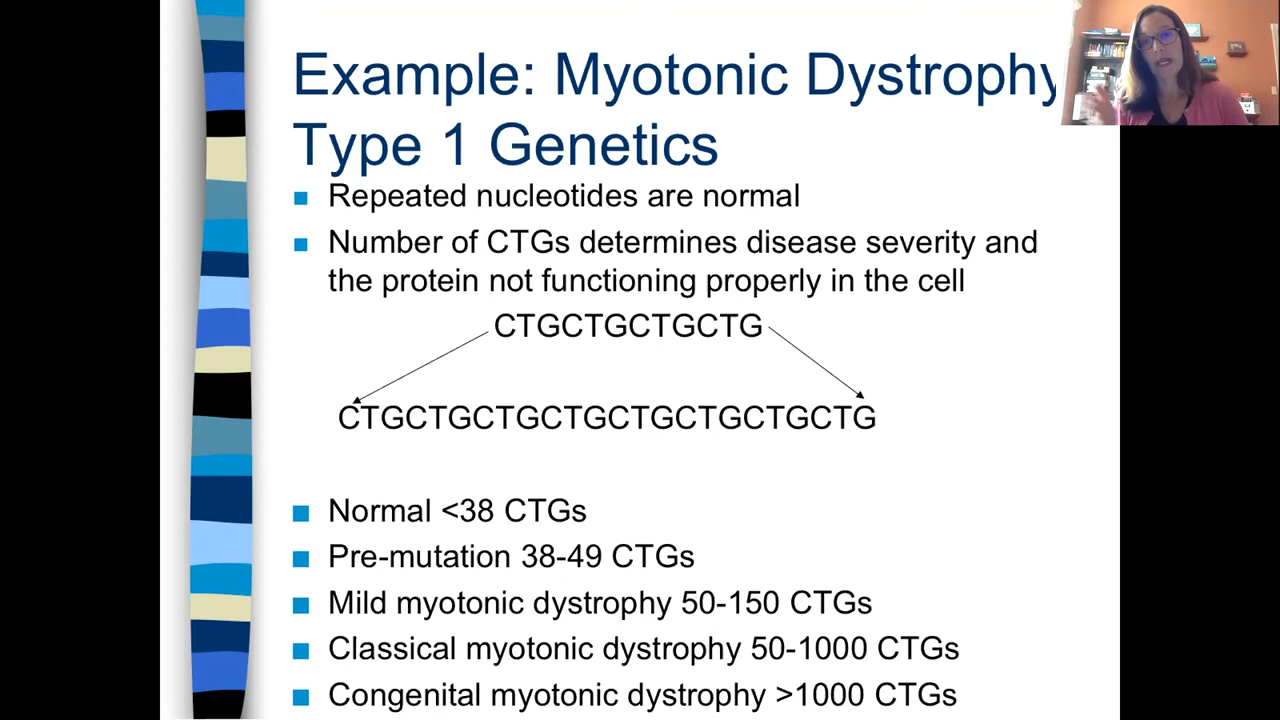 Example: Myotonic Dystrophy
Type 1 Genetics
Repeated nucleotides are normal
Number of CTGs determines disease severity and
the protein not functioning properly in the cell
CTGCTGCTGCTG
CTGCTGCTGCTGCTGCTGCTGCTG
Normal <38 CTGs
Pre-mutation 38-49 CTGs
Mild myotonic dystrophy 50-150 CTGs
Classical myotonic dystrophy 50-1000 CTGs
Congenital myotonic dystrophy >1000 CTGs